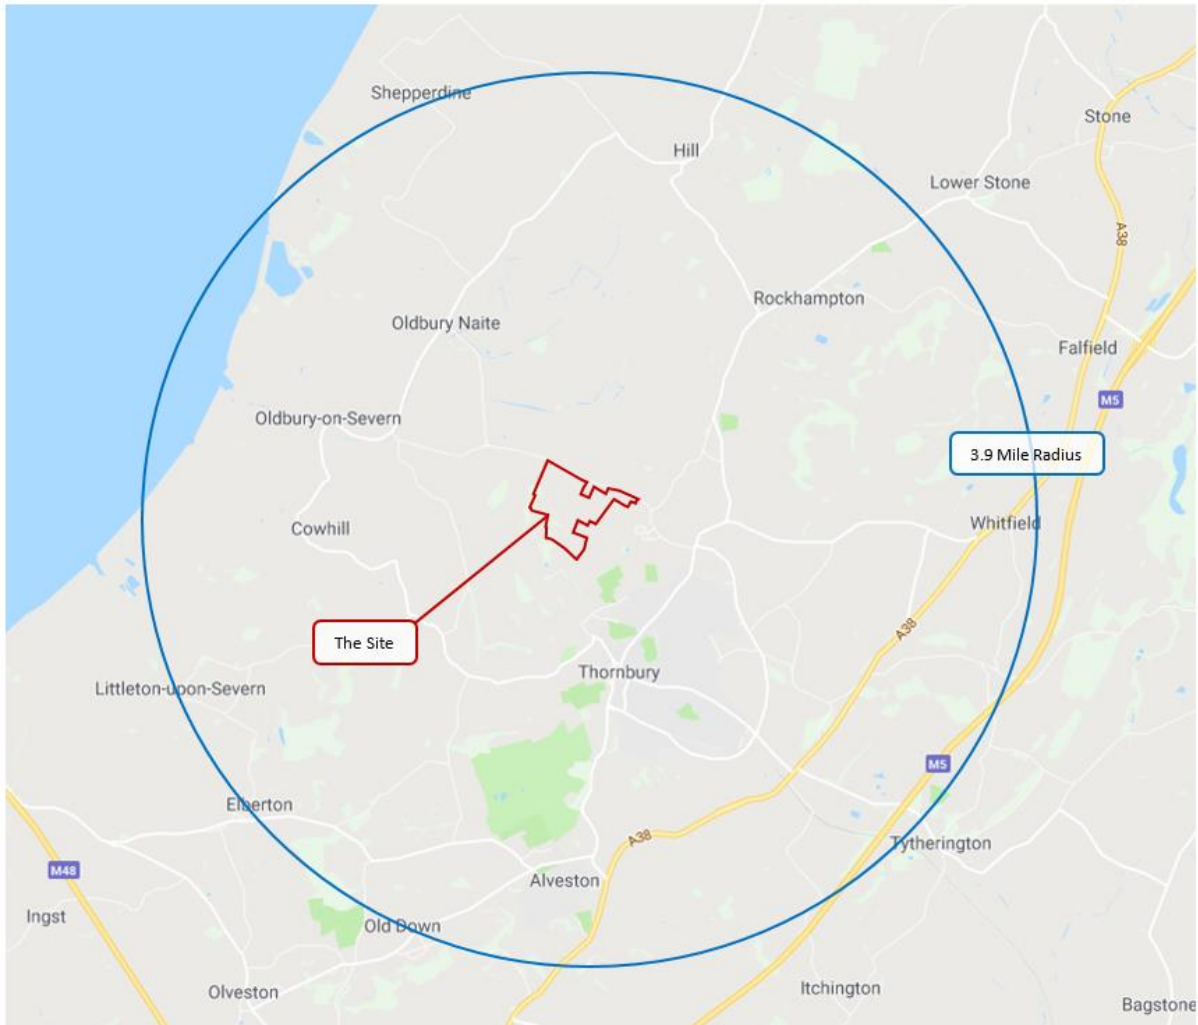 Shepperdine
Stone
Hill
Lower Stone
A38
Rockhampton
Oldbury Naite
Falfield
M5
Oldbury-on-Severn
3.9 Mile Radius
Whitfield
Cowhill
A38
The Site
Thornbury
Littleton-upon-Severn
M5
Elberton
A38
Tytherington
M48
Alveston
Ingst
Old Down
Itchington
Olveston
Bagstone